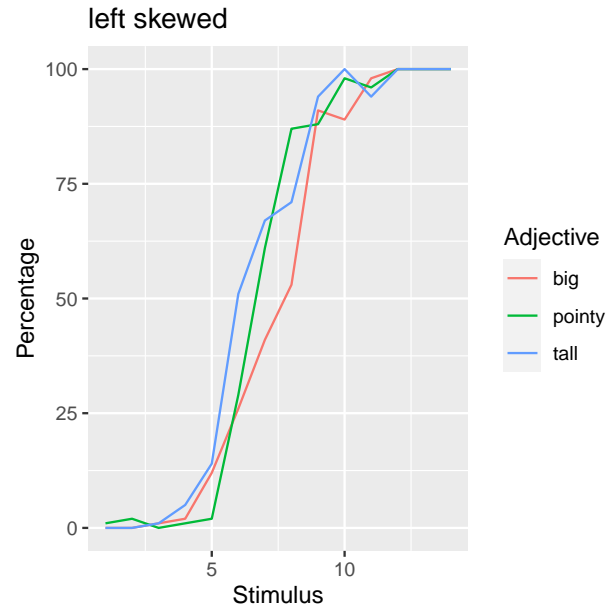 left skewed
Percentage
100
75
50
25
0
5
10
Stimulus
Adjective
big
pointy
tall